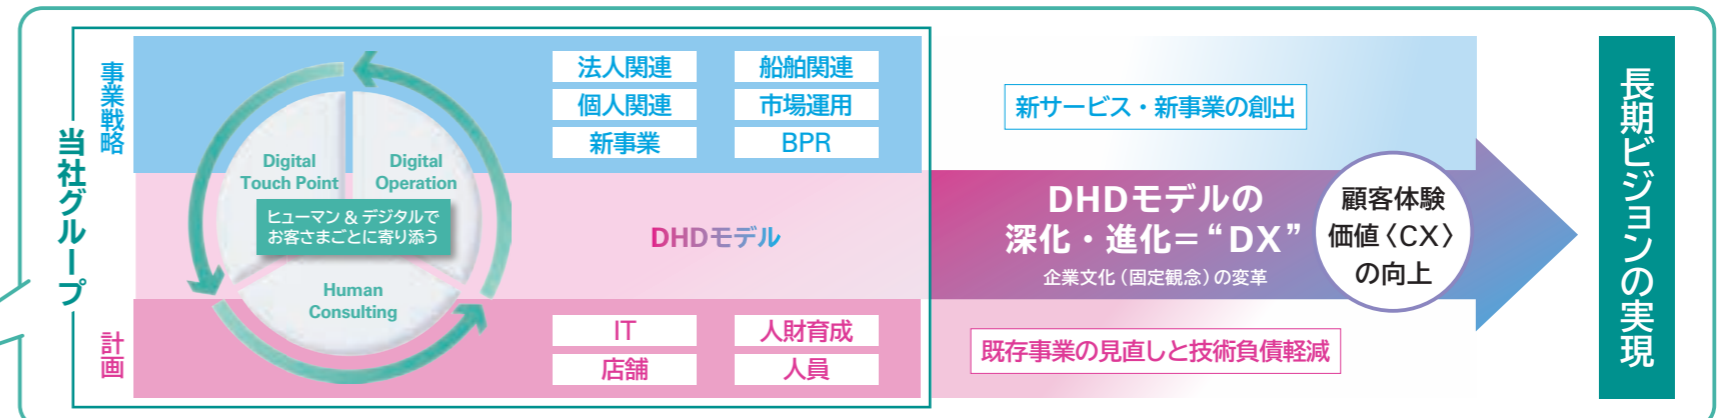 当社グループ
事業戦略
Digital
Touch Point
Digital
Operation
ヒューマン & デジタルで
お客さまごとに寄り添う
Human
Consulting
法人関連
船舶関連
個人関連
市場運用
新事業
BPR
DHDモデル
計画
IT
人財育成
店舗
人員
新サービス・新事業の創出
DHDモデルの
深化・進化=“DX”
企業文化（固定観念）の変革
顧客体験
価値〈CX〉
の向上
既存事業の見直しと技術負債軽減
長期ビジョンの実現